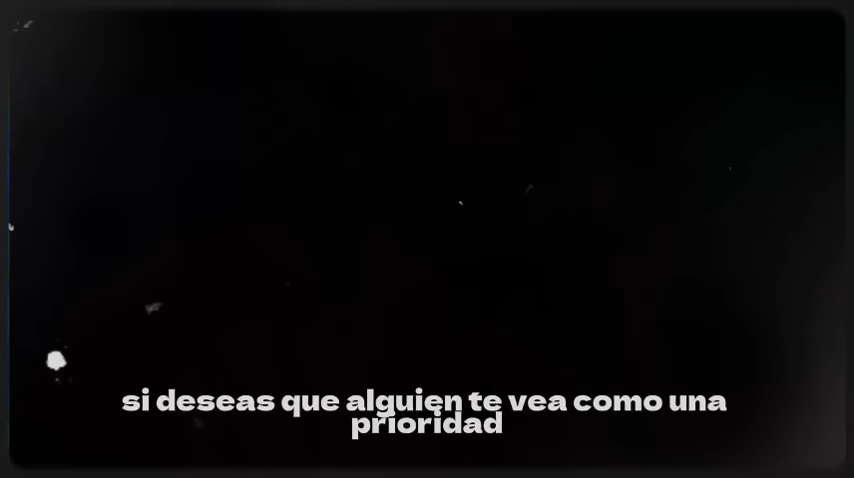 si deseas que alguien te vea como una
prioridad